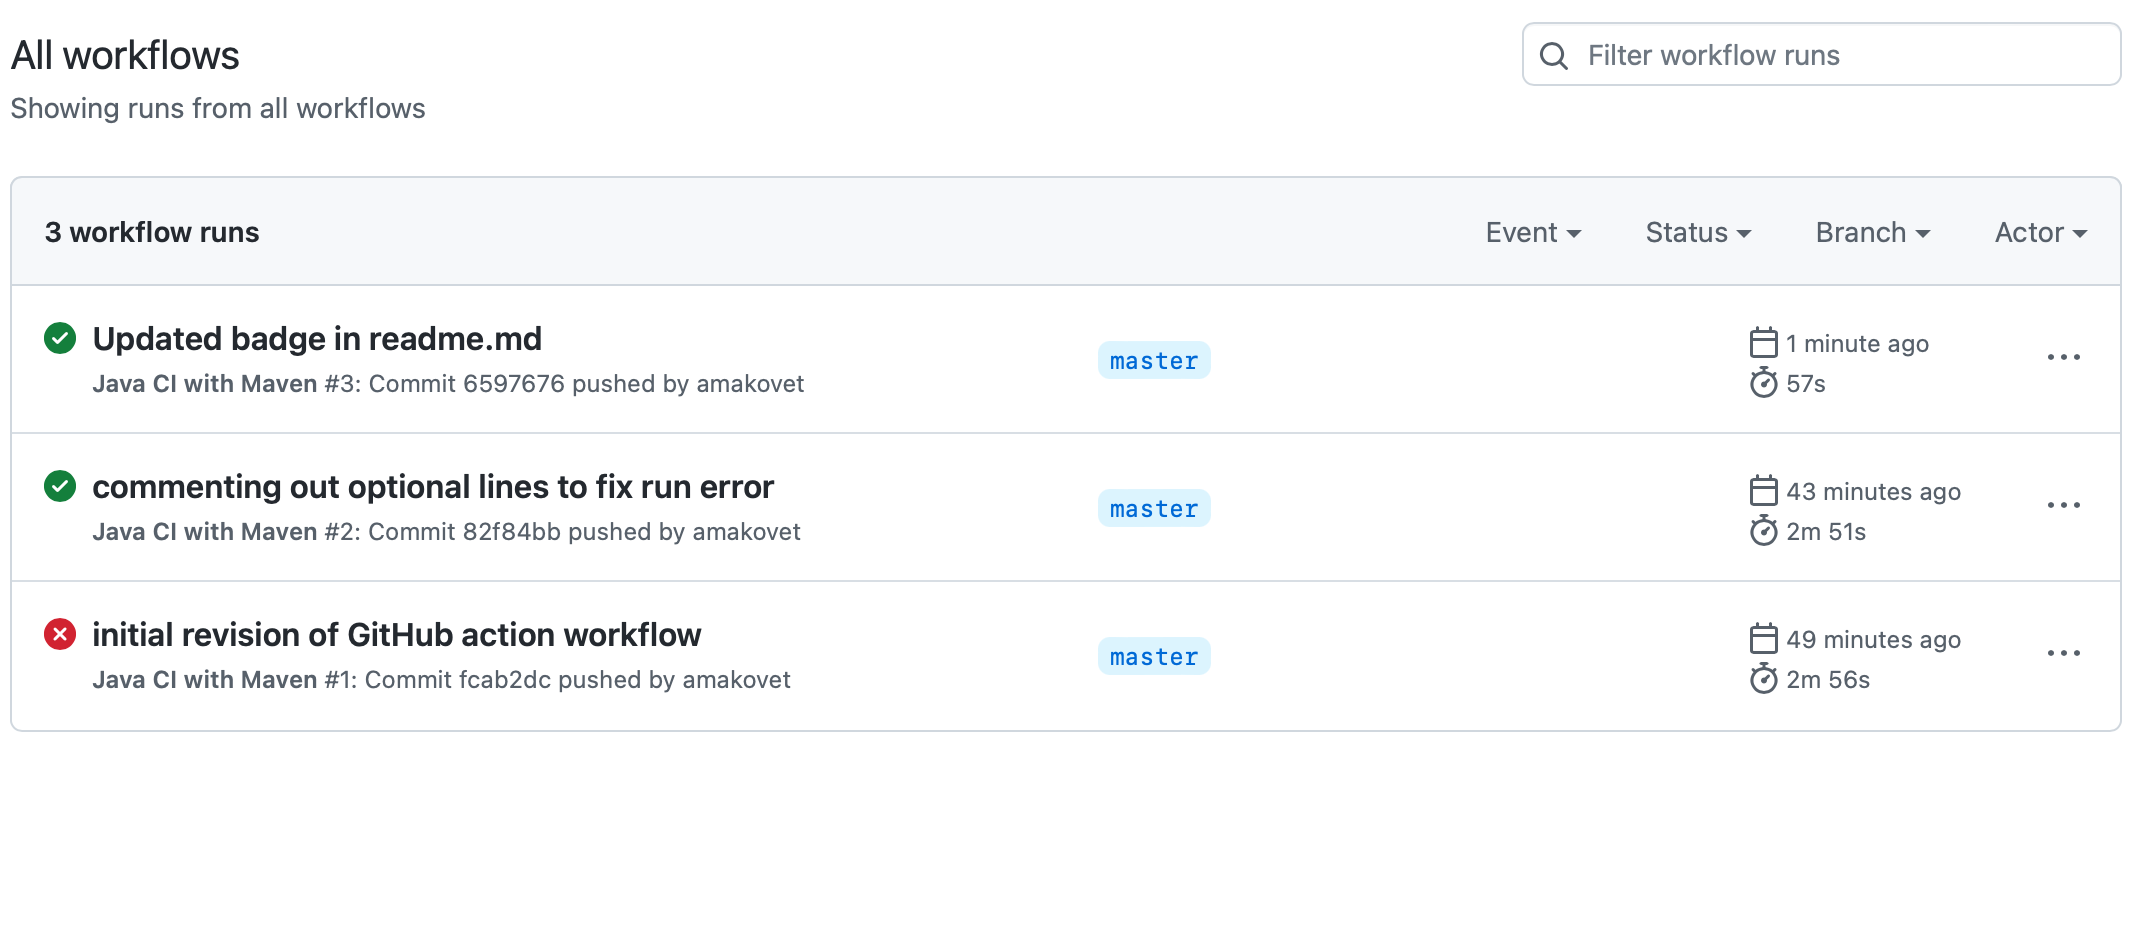 All workflows
Filter workflow runs
Showing runs from all workflows
3 workflow runs
Event
Status
Branch
Actor
Updated badge in readme.md
Java CI with Maven #3: Commit 6597676 pushed by amakovet
master
1 minute ago
57s
commenting out optional lines to fix run error
Java CI with Maven #2: Commit 82f84bb pushed by amakovet
master
43 minutes ago
2m 51s
initial revision of GitHub action workflow
Java CI with Maven #1: Commit fcab2dc pushed by amakovet
master
49 minutes ago
2m 56s